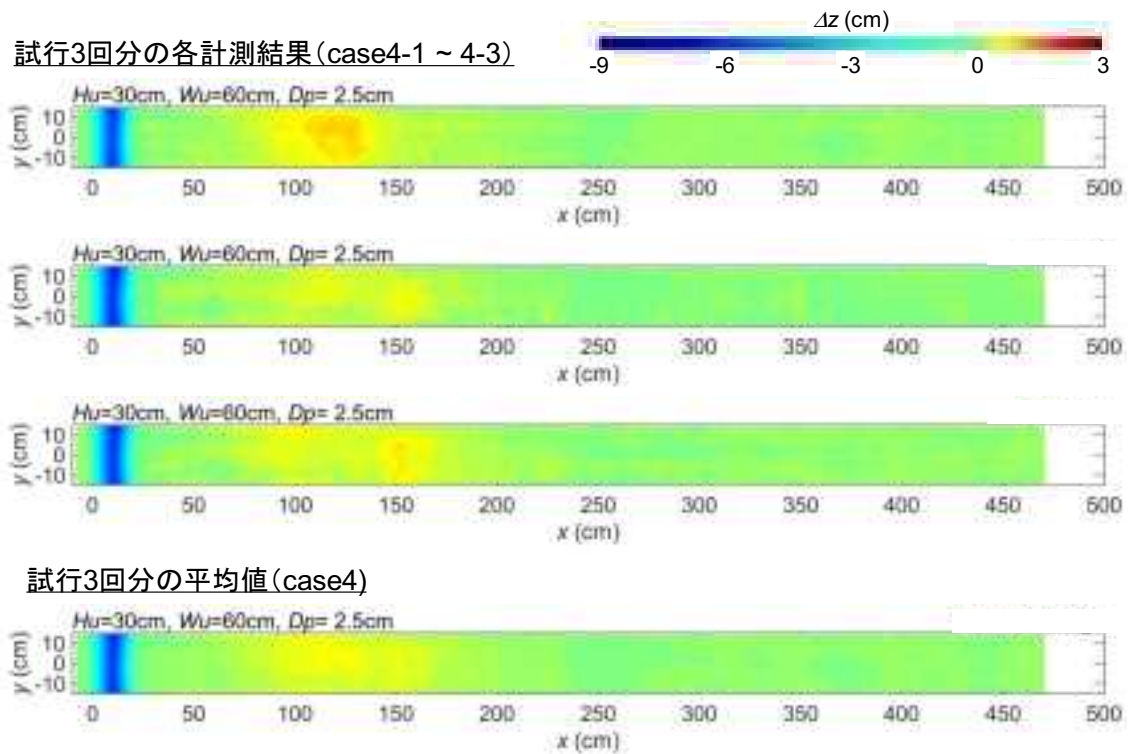 試行3回分の各計測結果(case4-1 ~ 4-3)
Δz (cm)
-9 -6 -3 0 3
Hu=30cm, Wu=60cm, Dp= 2.5cm
y (cm)
10
0
-10
0 50 100 150 200 250 300 350 400 450 500
x (cm)
Hu=30cm, Wu=60cm, Dp= 2.5cm
y (cm)
10
0
-10
0 50 100 150 200 250 300 350 400 450 500
x (cm)
Hu=30cm, Wu=60cm, Dp= 2.5cm
y (cm)
10
0
-10
0 50 100 150 200 250 300 350 400 450 500
x (cm)
試行3回分の平均値(case4)
Hu=30cm, Wu=60cm, Dp= 2.5cm
y (cm)
10
0
-10
0 50 100 150 200 250 300 350 400 450 500
x (cm)